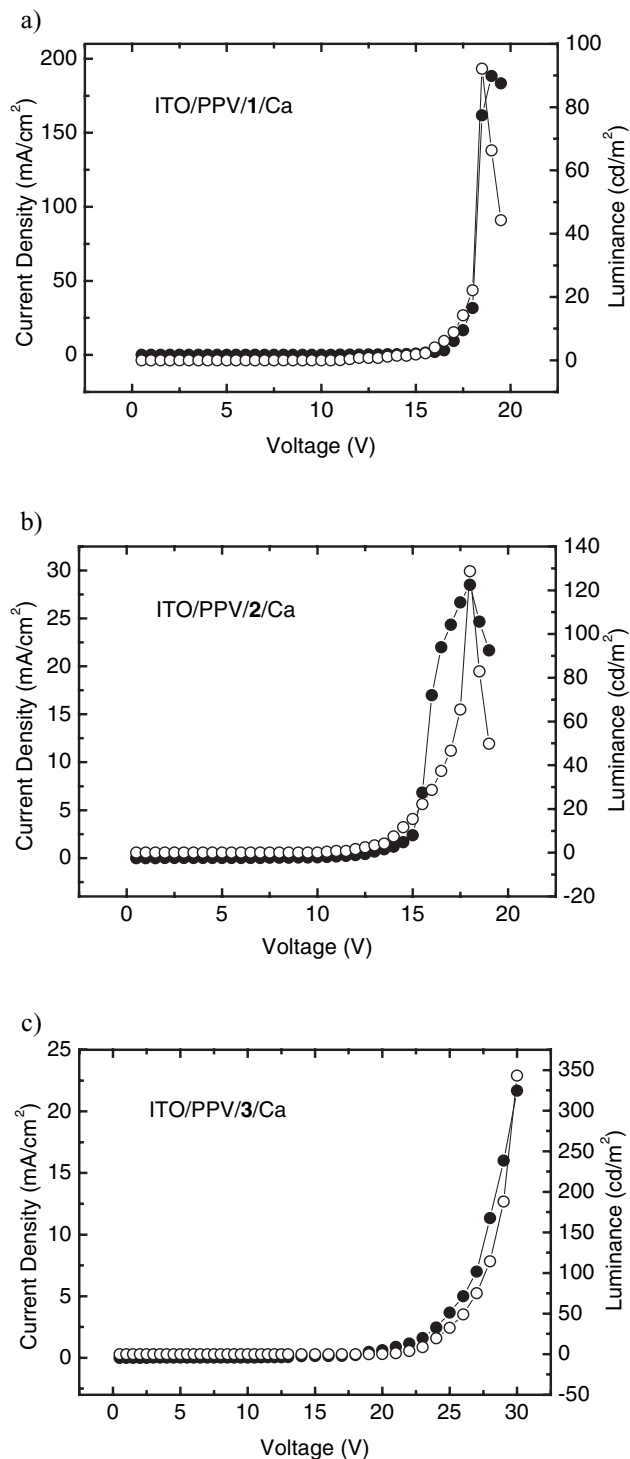 a)
ITO/PPV/1/Ca
Current Density (mA/cm²)
200
150
100
50
0
Luminance (cd/m²)
100
80
60
40
20
0
0 5 10 15 20
Voltage (V)
b)
ITO/PPV/2/Ca
Current Density (mA/cm²)
30
25
20
15
10
5
0
Luminance (cd/m²)
140
120
100
80
60
40
20
0
-20
0 5 10 15 20
Voltage (V)
c)
ITO/PPV/3/Ca
Current Density (mA/cm²)
25
20
15
10
5
0
Luminance (cd/m²)
350
300
250
200
150
100
50
0
-50
0 5 10 15 20 25 30
Voltage (V)